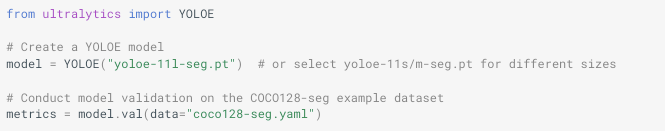 from ultralytics import YOLOE
# Create a YOLOE model
model = YOLOE("yoloe-11l-seg.pt")  # or select yoloe-11s/m-seg.pt for different sizes
# Conduct model validation on the COCO128-seg example dataset
metrics = model.val(data="coco128-seg.yaml")